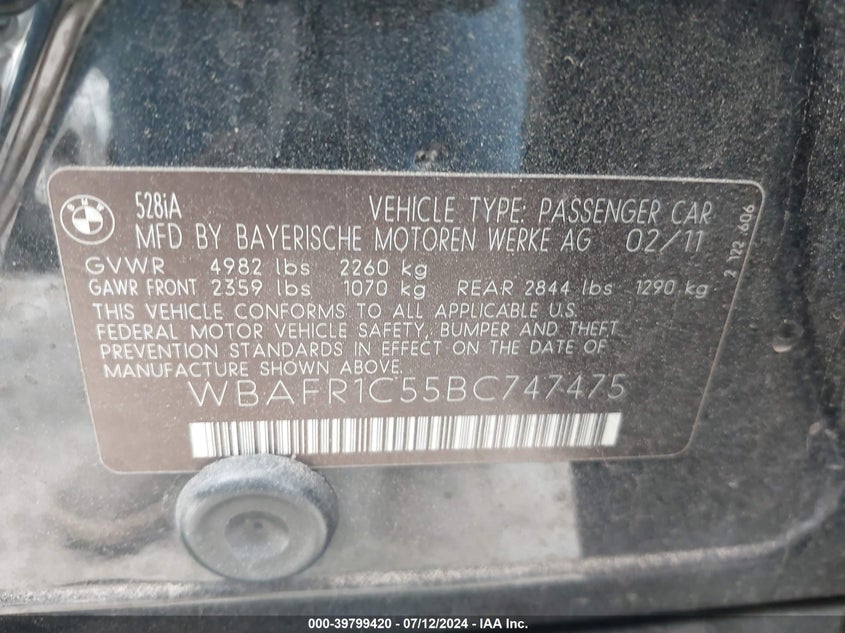 BMW
528iA
VEHICLE TYPE: PASSENGER CAR
MFD BY BAYERISCHE MOTOREN WERKE AG 02/11
GVWR 4982 lbs 2260 kg
GAWR FRONT 2359 lbs 1070 kg REAR 2844 lbs 1290 kg
THIS VEHICLE CONFORMS TO ALL APPLICABLE U.S.
FEDERAL MOTOR VEHICLE SAFETY, BUMPER AND THEFT
PREVENTION STANDARDS IN EFFECT ON THE DATE OF
MANUFACTURE SHOWN ABOVE.
WBAFR1C55BC747475
2 122 606
000-39799420 - 07/12/2024 - IAA Inc.